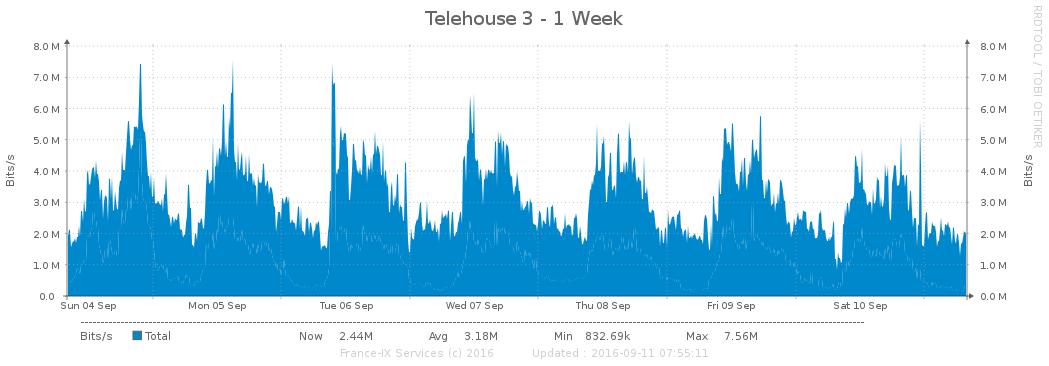 Telehouse 3 - 1 Week
RRDTOOL / TOBI OETIKER
8.0 M 8.0 M
7.0 M 7.0 M
6.0 M 6.0 M
5.0 M 5.0 M
4.0 M 4.0 M
3.0 M 3.0 M
2.0 M 2.0 M
1.0 M 1.0 M
0.0 0.0 M
Bits/s
Bits/s
Sun 04 Sep Mon 05 Sep Tue 06 Sep Wed 07 Sep Thu 08 Sep Fri 09 Sep Sat 10 Sep
Bits/s Total Now 2.44M Avg 3.18M Min 832.69k Max 7.56M
France-IX Services (c) 2016 Updated : 2016-09-11 07:55:11